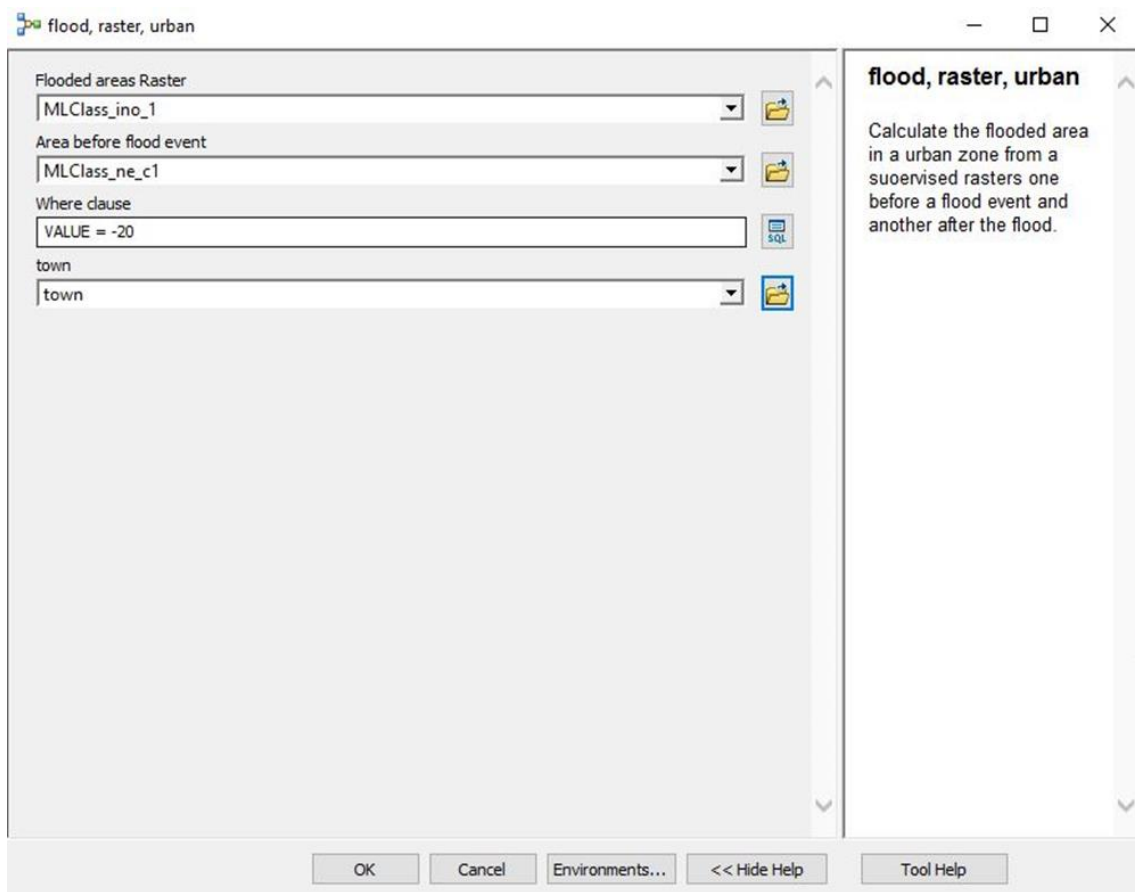 flood, raster, urban
Flooded areas Raster
MLClass_ino_1
Area before flood event
MLClass_ne_c1
Where clause
VALUE = -20
SQL
town
town
flood, raster, urban
Calculate the flooded area
in a urban zone from a
suoervised rasters one
before a flood event and
another after the flood.
OK
Cancel
Environments...
<< Hide Help
Tool Help